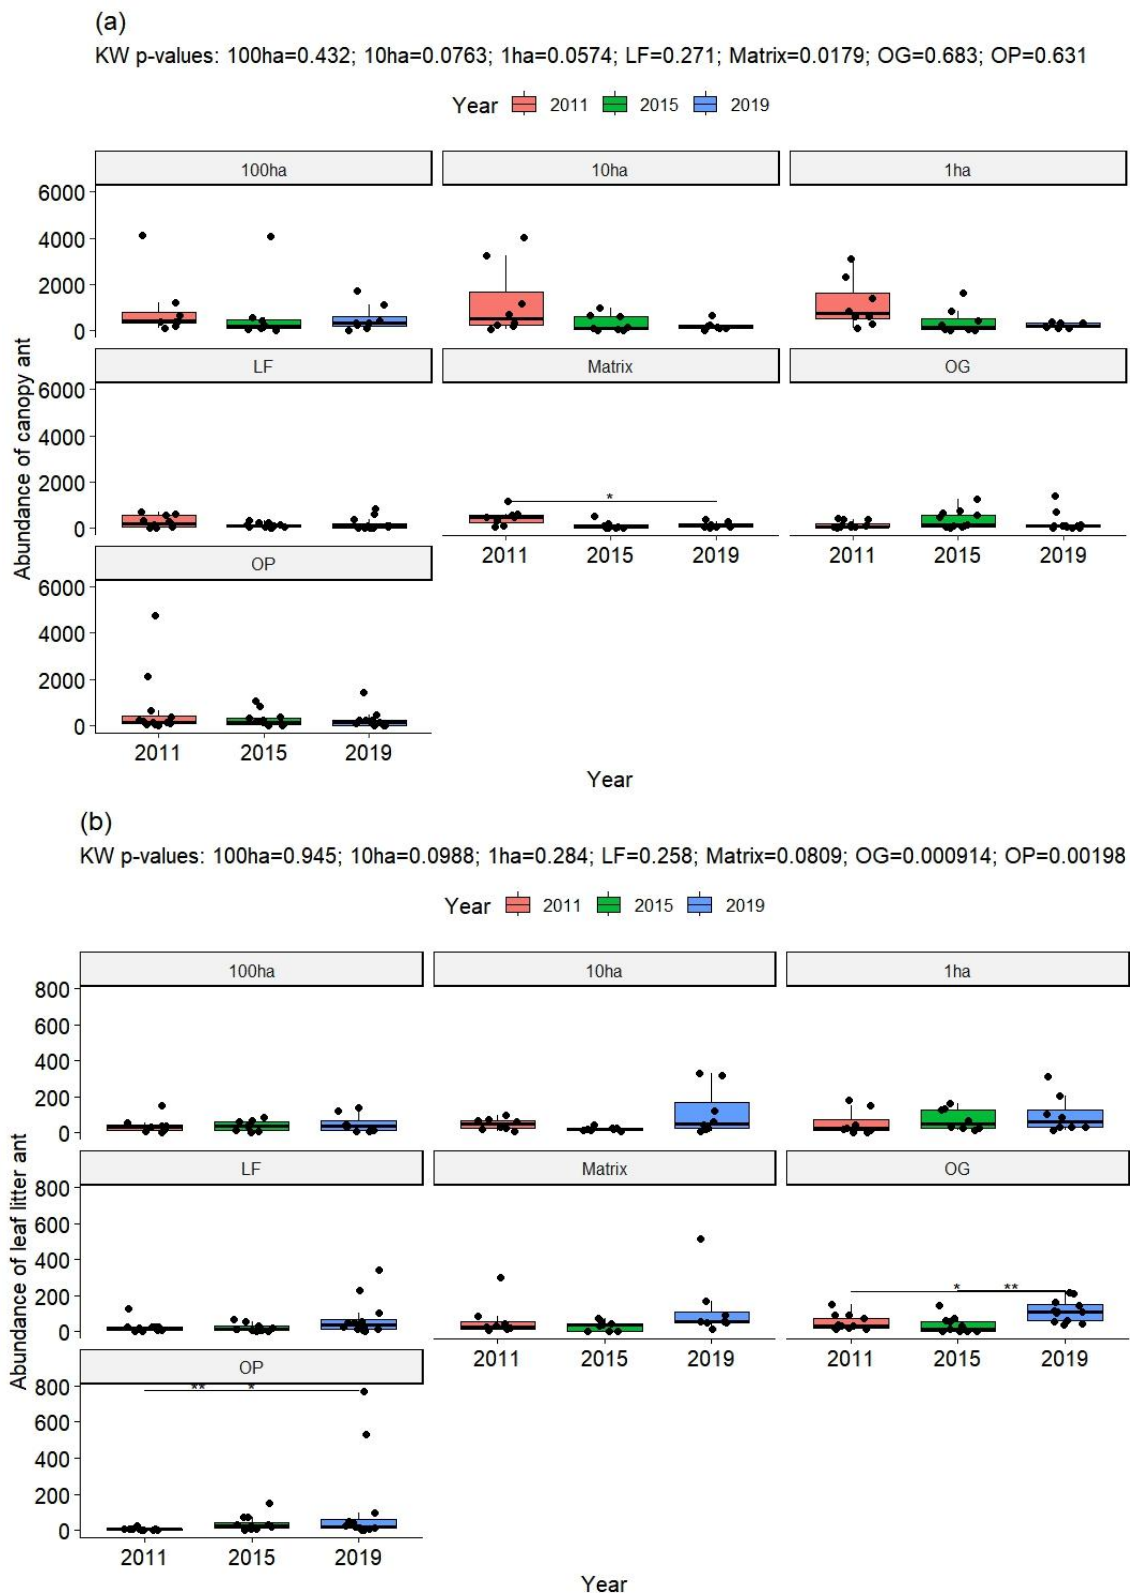 (a)
KW p-values: 100ha=0.432; 10ha=0.0763; 1ha=0.0574; LF=0.271; Matrix=0.0179; OG=0.683; OP=0.631
Year 2011 2015 2019
Abundance of canopy ant
100ha 10ha 1ha
6000
4000
2000
0
LF Matrix OG
6000
4000
2000
*
0
2011 2015 2019 2011 2015 2019
OP
6000
4000
2000
0
2011 2015 2019
Year
(b)
KW p-values: 100ha=0.945; 10ha=0.0988; 1ha=0.284; LF=0.258; Matrix=0.0809; OG=0.000914; OP=0.00198
Year 2011 2015 2019
Abundance of leaf litter ant
100ha 10ha 1ha
800
600
400
200
0
LF Matrix OG
800
600
400
* **
200
0
2011 2015 2019 2011 2015 2019
OP
800 ** *
600
400
200
0
2011 2015 2019
Year